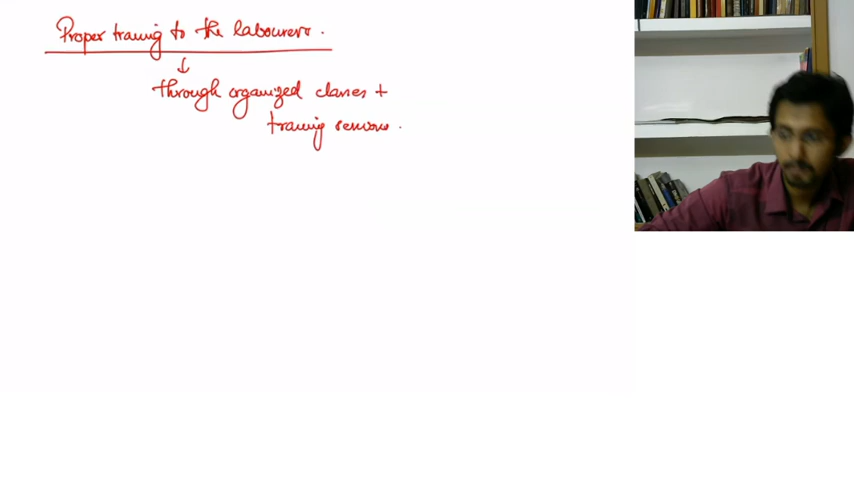 Proper training to the labourers.
↓
through organized classes +
training sessions.